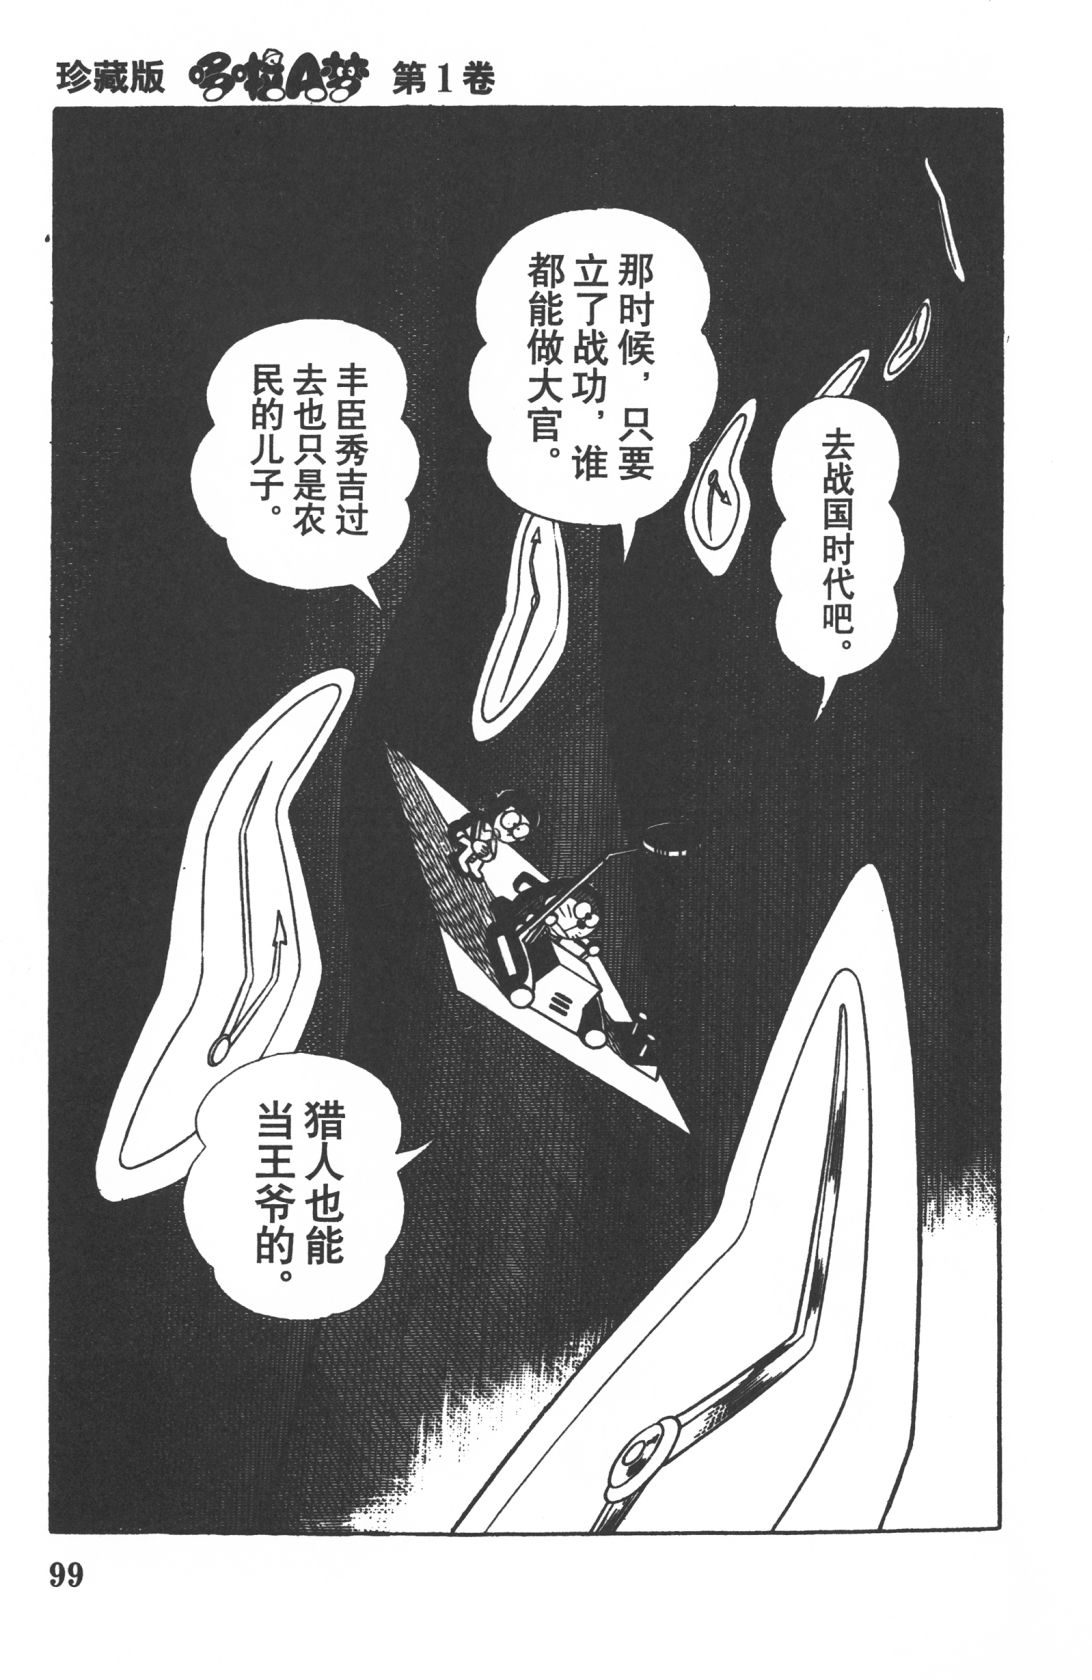 珍藏版 哆啦A梦 第1卷
去战国时代吧。
那时候，只要
立了战功，谁
都能做大官。
丰臣秀吉过
去也只是农
民的儿子。
猎人也能
当王爷的。
99